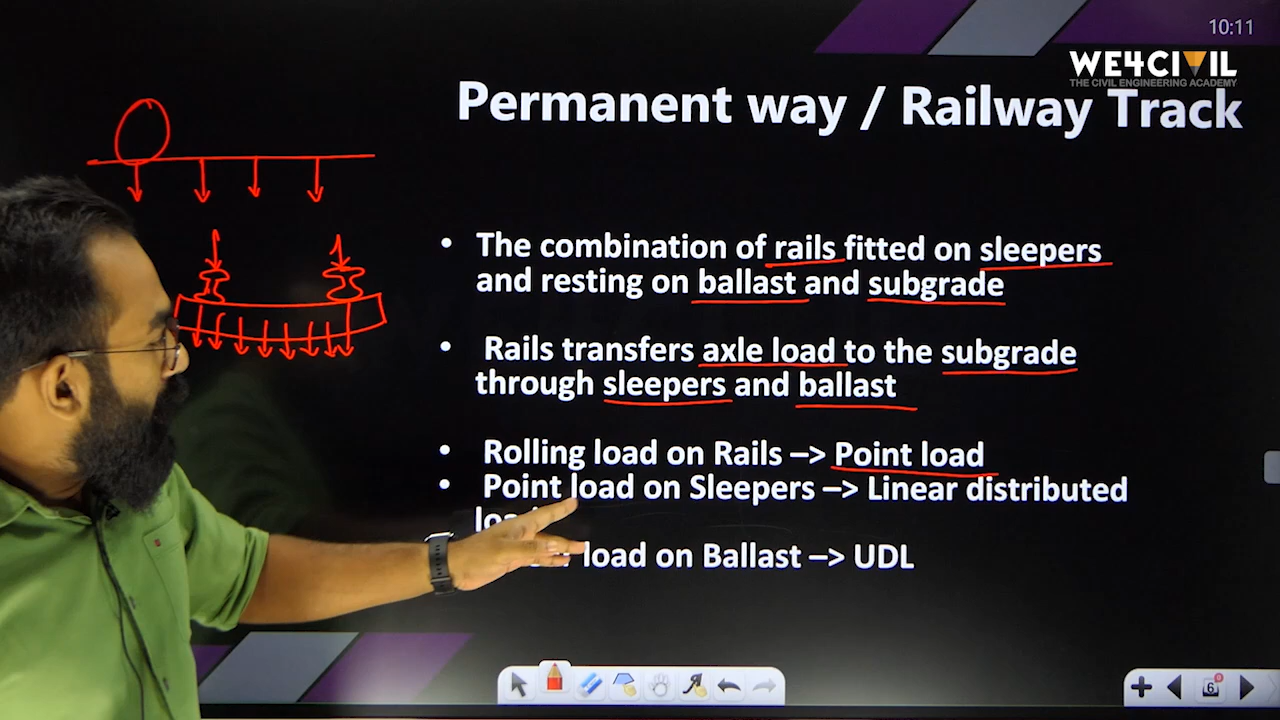 10:11
WE4CIVIL
THE CIVIL ENGINEERING ACADEMY
Permanent way / Railway Track
• The combination of rails fitted on sleepers
and resting on ballast and subgrade
• Rails transfers axle load to the subgrade
through sleepers and ballast
• Rolling load on Rails –> Point load
• Point load on Sleepers –> Linear distributed
load on Ballast –> UDL
6